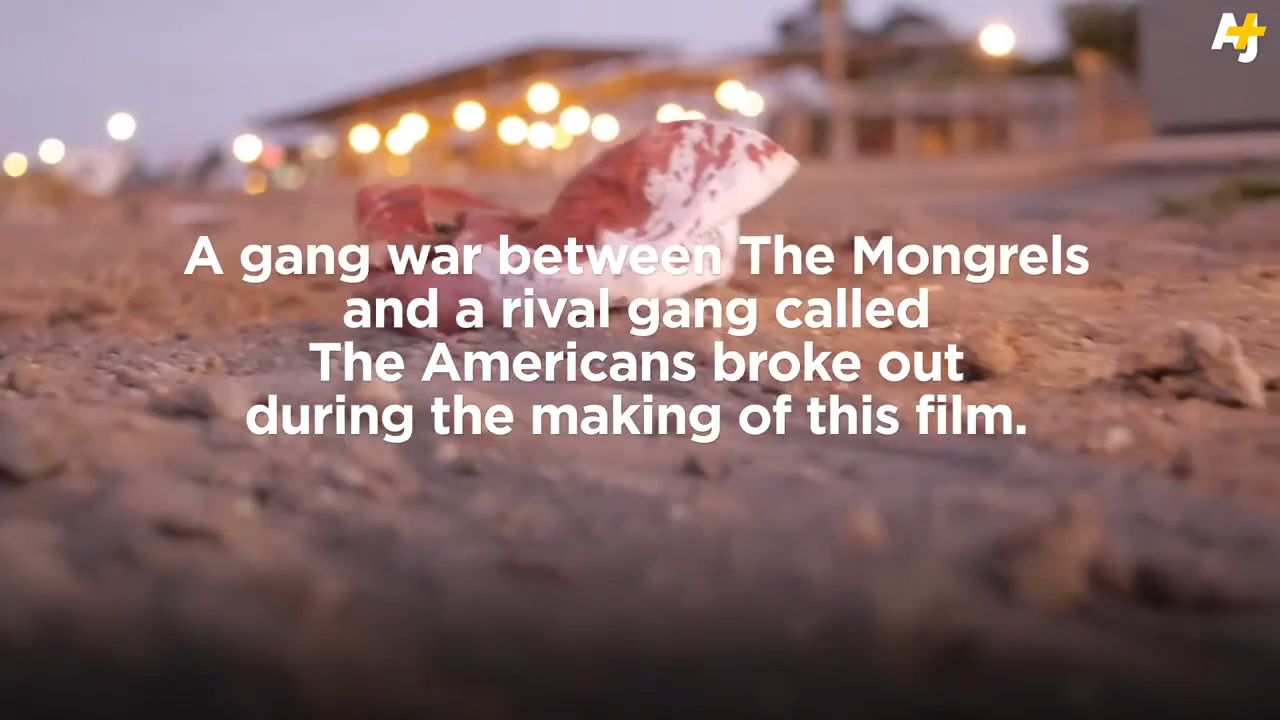 AJ+
A gang war between The Mongrels
and a rival gang called
The Americans broke out
during the making of this film.